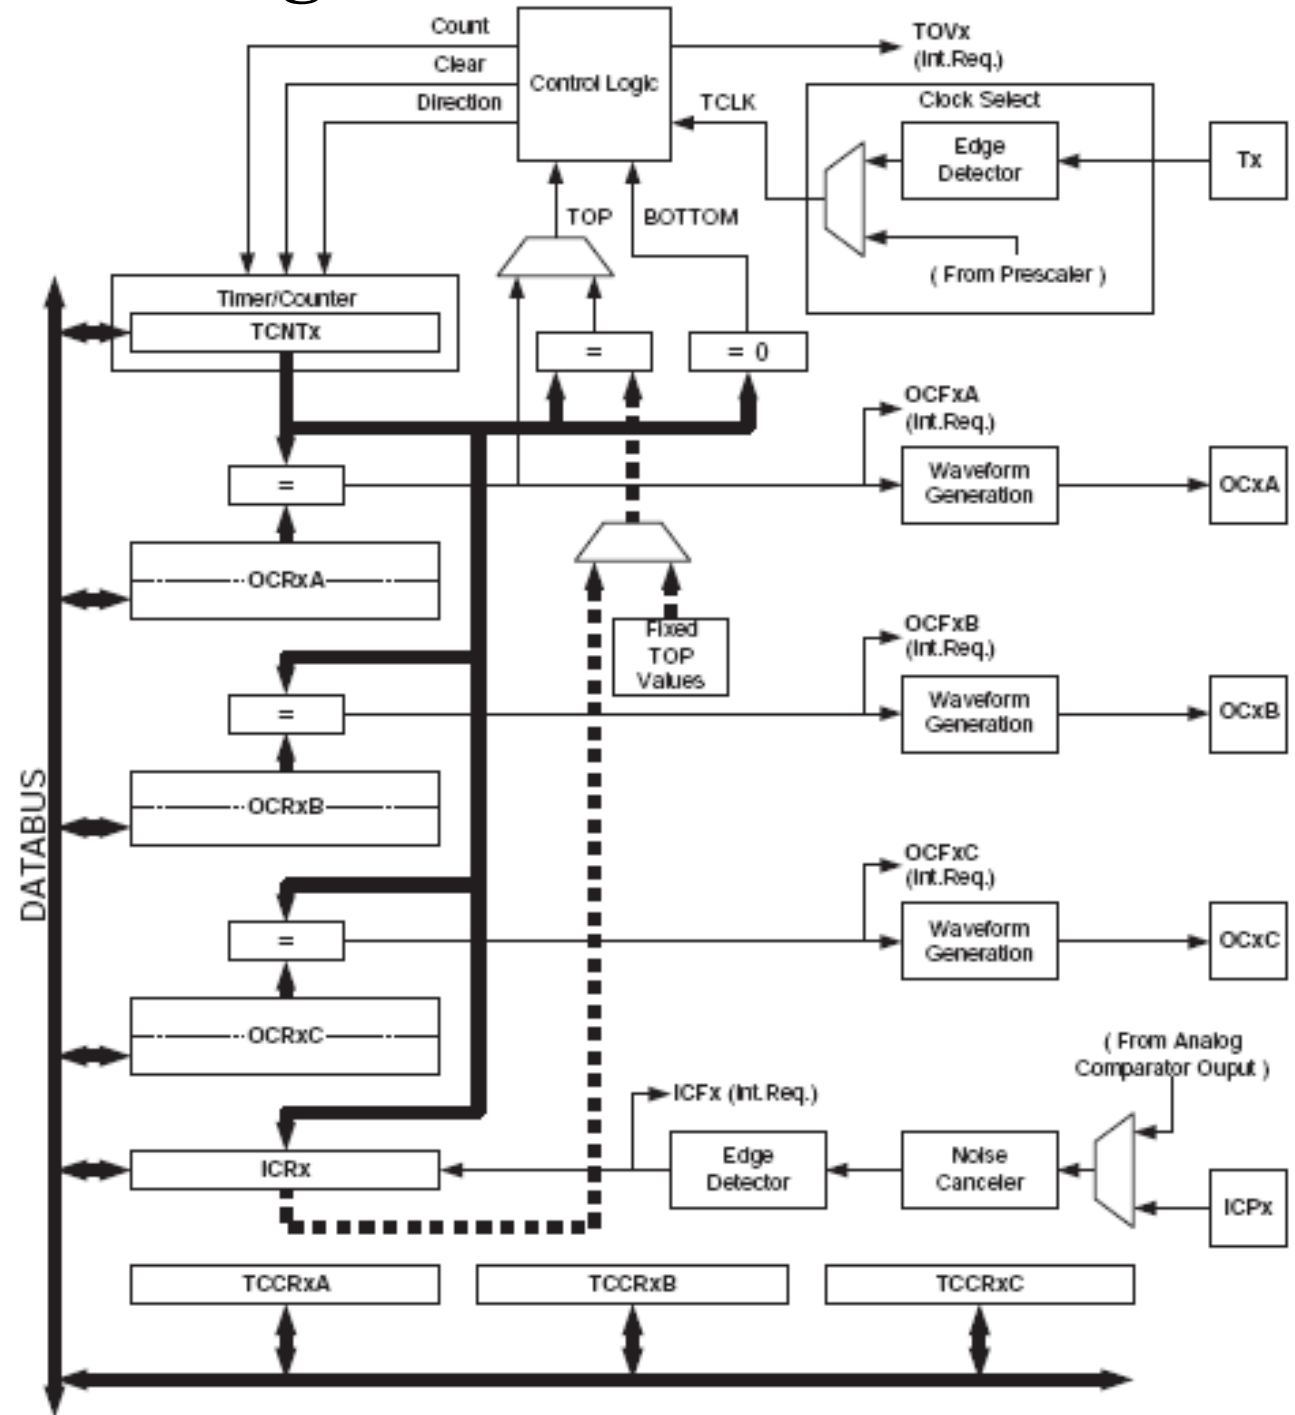 Count
TOVx
(Int.Req.)
Clear
Control Logic
Direction
TCLK
Clock Select
Edge
Detector
Tx
TOP
BOTTOM
( From Prescaler )
Timer/Counter
TCNTx
=
= 0
OCFxA
(Int.Req.)
=
Waveform
Generation
OCxA
OCRxA
Fixed
TOP
Values
OCFxB
(Int.Req.)
=
Waveform
Generation
OCxB
OCRxB
DATABUS
OCFxC
(Int.Req.)
=
Waveform
Generation
OCxC
OCRxC
( From Analog
Comparator Ouput )
ICFx (Int.Req.)
ICRx
Edge
Detector
Noise
Canceler
ICPx
TCCRxA
TCCRxB
TCCRxC